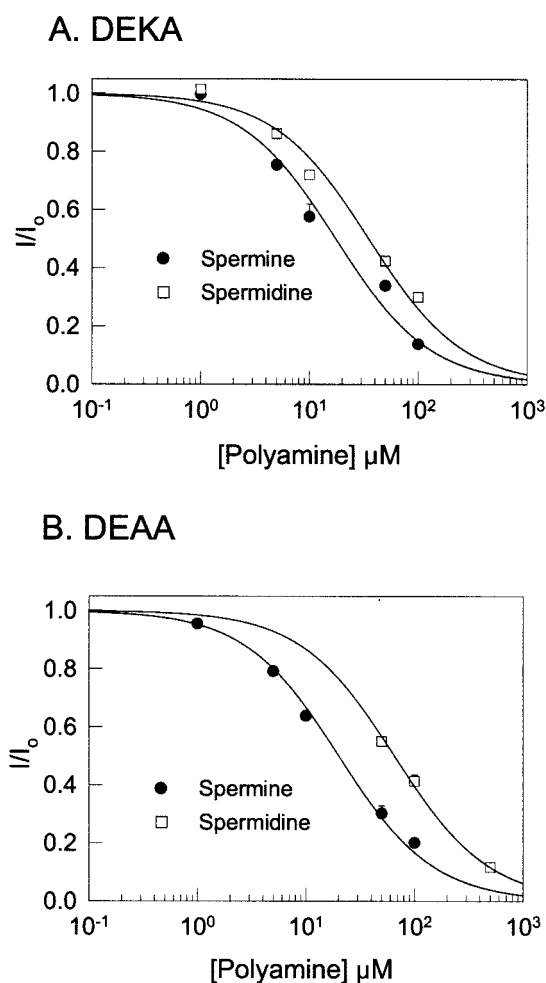 A. DEKA
1.0
0.8
0.6
0.4
0.2
0.0
I/Io
Spermine
Spermidine
10-1
100
101
102
103
[Polyamine] µM
B. DEAA
1.0
0.8
0.6
0.4
0.2
0.0
I/Io
Spermine
Spermidine
10-1
100
101
102
103
[Polyamine] µM